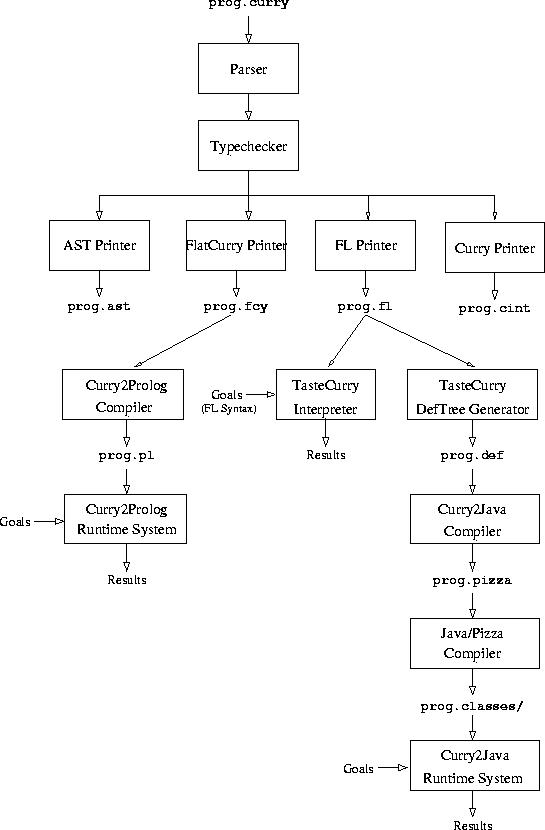 prog.curry
Parser
Typechecker
AST Printer
FlatCurry Printer
FL Printer
Curry Printer
prog.ast
prog.fcy
prog.fl
prog.cint
Curry2Prolog
Compiler
Goals
(FL Syntax)
TasteCurry
Interpreter
TasteCurry
DefTree Generator
prog.pl
Results
prog.def
Goals
Curry2Prolog
Runtime System
Curry2Java
Compiler
Results
prog.pizza
Java/Pizza
Compiler
prog.classes/
Goals
Curry2Java
Runtime System
Results